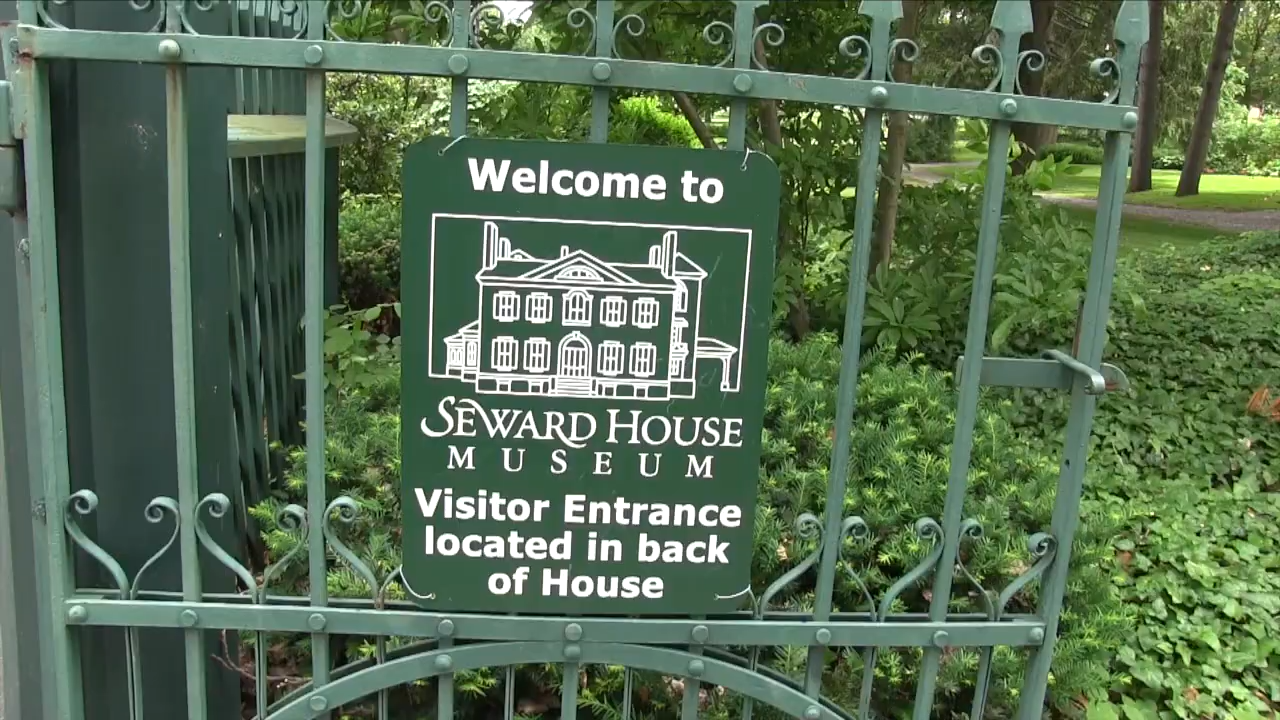 Welcome to
SEWARD HOUSE
MUSEUM
Visitor Entrance
located in back
of House